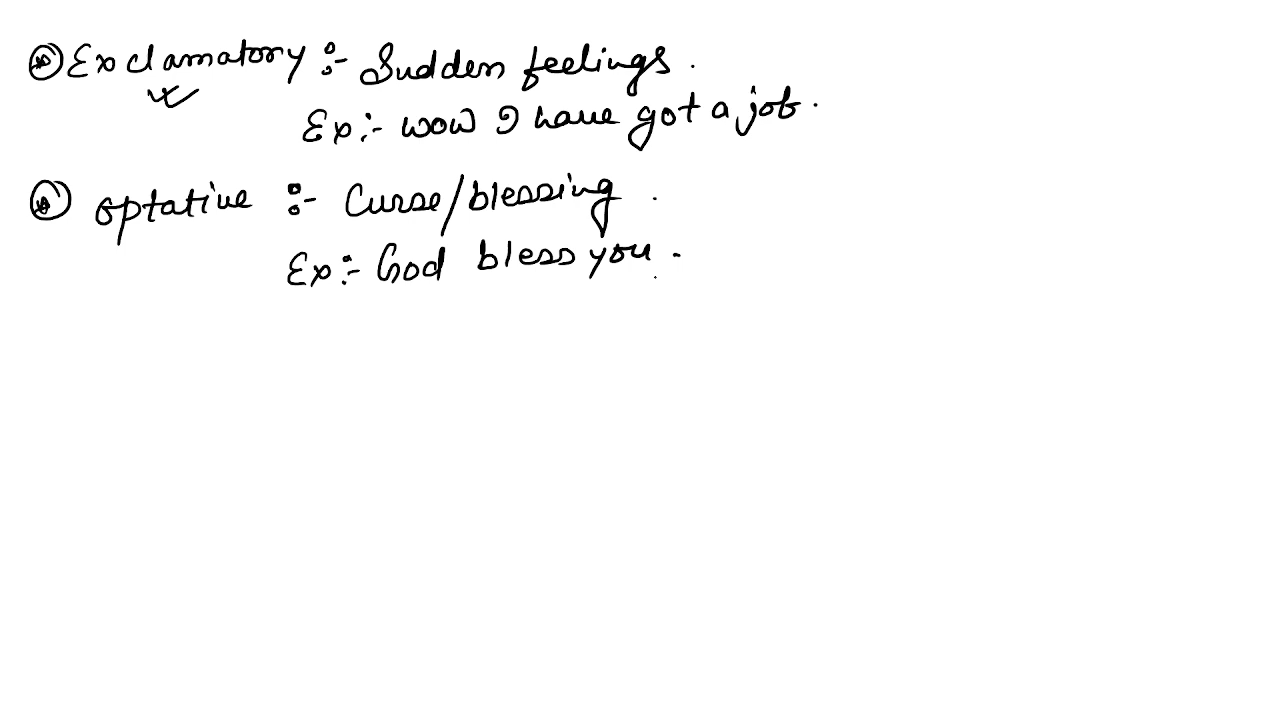 Exclamatory :- Sudden feelings.
Ex:- wow I have got a job.
optative :- Curse/blessing.
Ex:- God bless you.